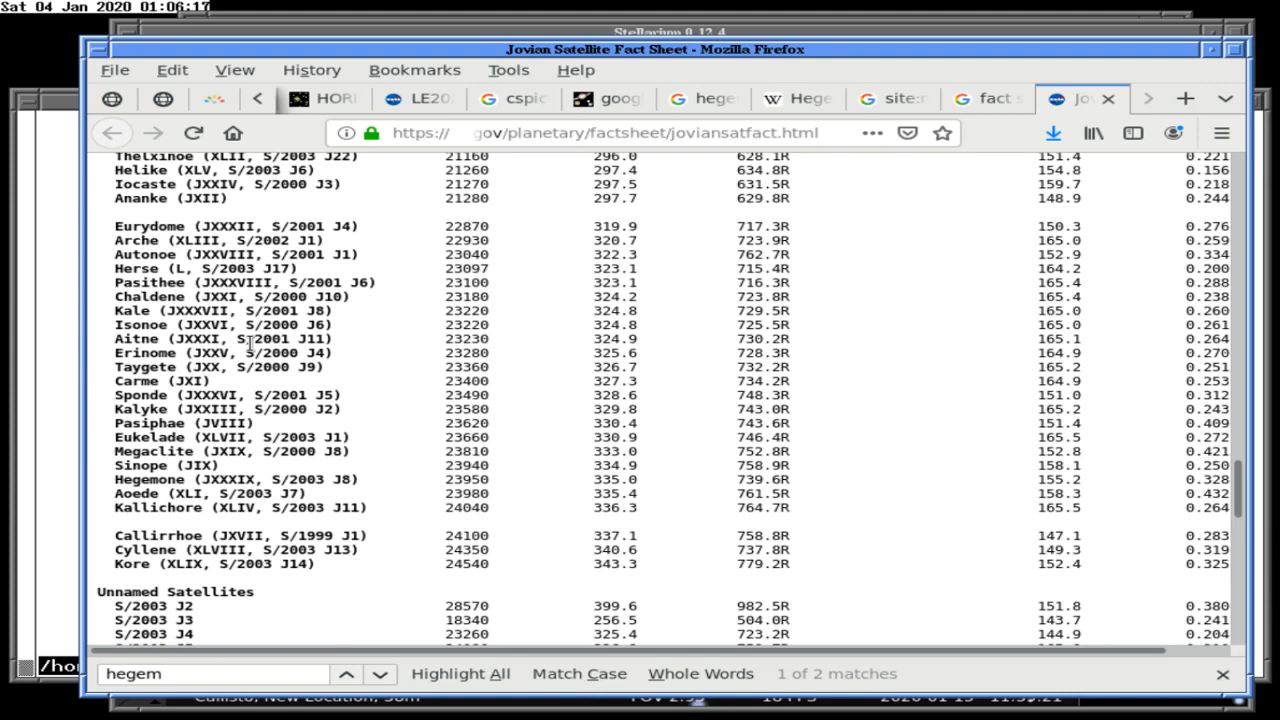 Sat 04 Jan 2020 01:06:17
Stellarium 0.12.4
Jovian Satellite Fact Sheet - Mozilla Firefox
File Edit View History Bookmarks Tools Help
HORI LE20 cspic goog hege Hege site:n fact s Jov
https:// gov/planetary/factsheet/joviansatfact.html
Thelxinoe (XLII, S/2003 J22) 21160 296.0 628.1R 151.4 0.221
Helike (XLV, S/2003 J6) 21260 297.4 634.8R 154.8 0.156
Iocaste (JXXIV, S/2000 J3) 21270 297.5 631.5R 159.7 0.218
Ananke (JXII) 21280 297.7 629.8R 148.9 0.244
Eurydome (JXXXII, S/2001 J4) 22870 319.9 717.3R 150.3 0.276
Arche (XLIII, S/2002 J1) 22930 320.7 723.9R 165.0 0.259
Autonoe (JXXVIII, S/2001 J1) 23040 322.3 762.7R 152.9 0.334
Herse (L, S/2003 J17) 23097 323.1 715.4R 164.2 0.200
Pasithee (JXXXVIII, S/2001 J6) 23100 323.1 716.3R 165.4 0.288
Chaldene (JXXI, S/2000 J10) 23180 324.2 723.8R 165.4 0.238
Kale (JXXXVII, S/2001 J8) 23220 324.8 729.5R 165.0 0.260
Isonoe (JXXVI, S/2000 J6) 23220 324.8 725.5R 165.0 0.261
Aitne (JXXXI, S/2001 J11) 23230 324.9 730.2R 165.1 0.264
Erinome (JXXV, S/2000 J4) 23280 325.6 728.3R 164.9 0.270
Taygete (JXX, S/2000 J9) 23360 326.7 732.2R 165.2 0.251
Carme (JXI) 23400 327.3 734.2R 164.9 0.253
Sponde (JXXXVI, S/2001 J5) 23490 328.6 748.3R 151.0 0.312
Kalyke (JXXIII, S/2000 J2) 23580 329.8 743.0R 165.2 0.243
Pasiphae (JVIII) 23620 330.4 743.6R 151.4 0.409
Eukelade (XLVII, S/2003 J1) 23660 330.9 746.4R 165.5 0.272
Megaclite (JXIX, S/2000 J8) 23810 333.0 752.8R 152.8 0.421
Sinope (JIX) 23940 334.9 758.9R 158.1 0.250
Hegemone (JXXXIX, S/2003 J8) 23950 335.0 739.6R 155.2 0.328
Aoede (XLI, S/2003 J7) 23980 335.4 761.5R 158.3 0.432
Kallichore (XLIV, S/2003 J11) 24040 336.3 764.7R 165.5 0.264
Callirrhoe (JXVII, S/1999 J1) 24100 337.1 758.8R 147.1 0.283
Cyllene (XLVIII, S/2003 J13) 24350 340.6 737.8R 149.3 0.319
Kore (XLIX, S/2003 J14) 24540 343.3 779.2R 152.4 0.325
Unnamed Satellites
S/2003 J2 28570 399.6 982.5R 151.8 0.380
S/2003 J3 18340 256.5 504.0R 143.7 0.241
S/2003 J4 23260 325.4 723.2R 144.9 0.204
/hor
hegem Highlight All Match Case Whole Words 1 of 2 matches